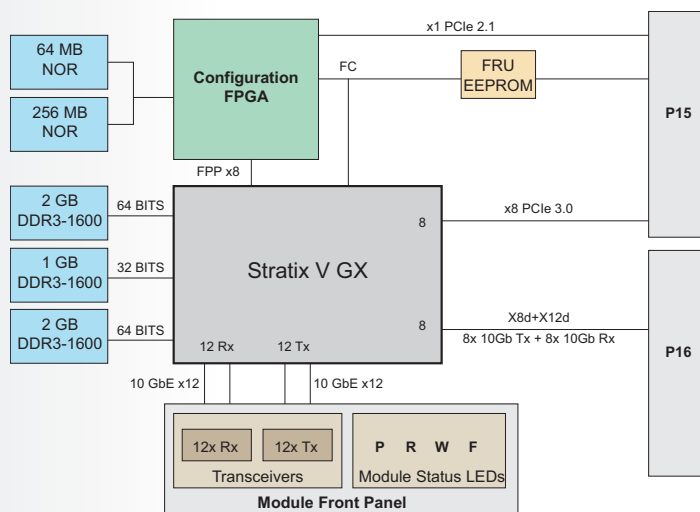 x1 PCIe 2.1
64 MB
NOR
256 MB
NOR
Configuration
FPGA
FC
FRU
EEPROM
P15
FPP x8
2 GB
DDR3-1600
64 BITS
1 GB
DDR3-1600
32 BITS
2 GB
DDR3-1600
64 BITS
Stratix V GX
8
x8 PCIe 3.0
8
X8d+X12d
8x 10Gb Tx + 8x 10Gb Rx
P16
12 Rx
12 Tx
10 GbE x12
10 GbE x12
12x Rx
12x Tx
Transceivers
P R W F
Module Status LEDs
Module Front Panel